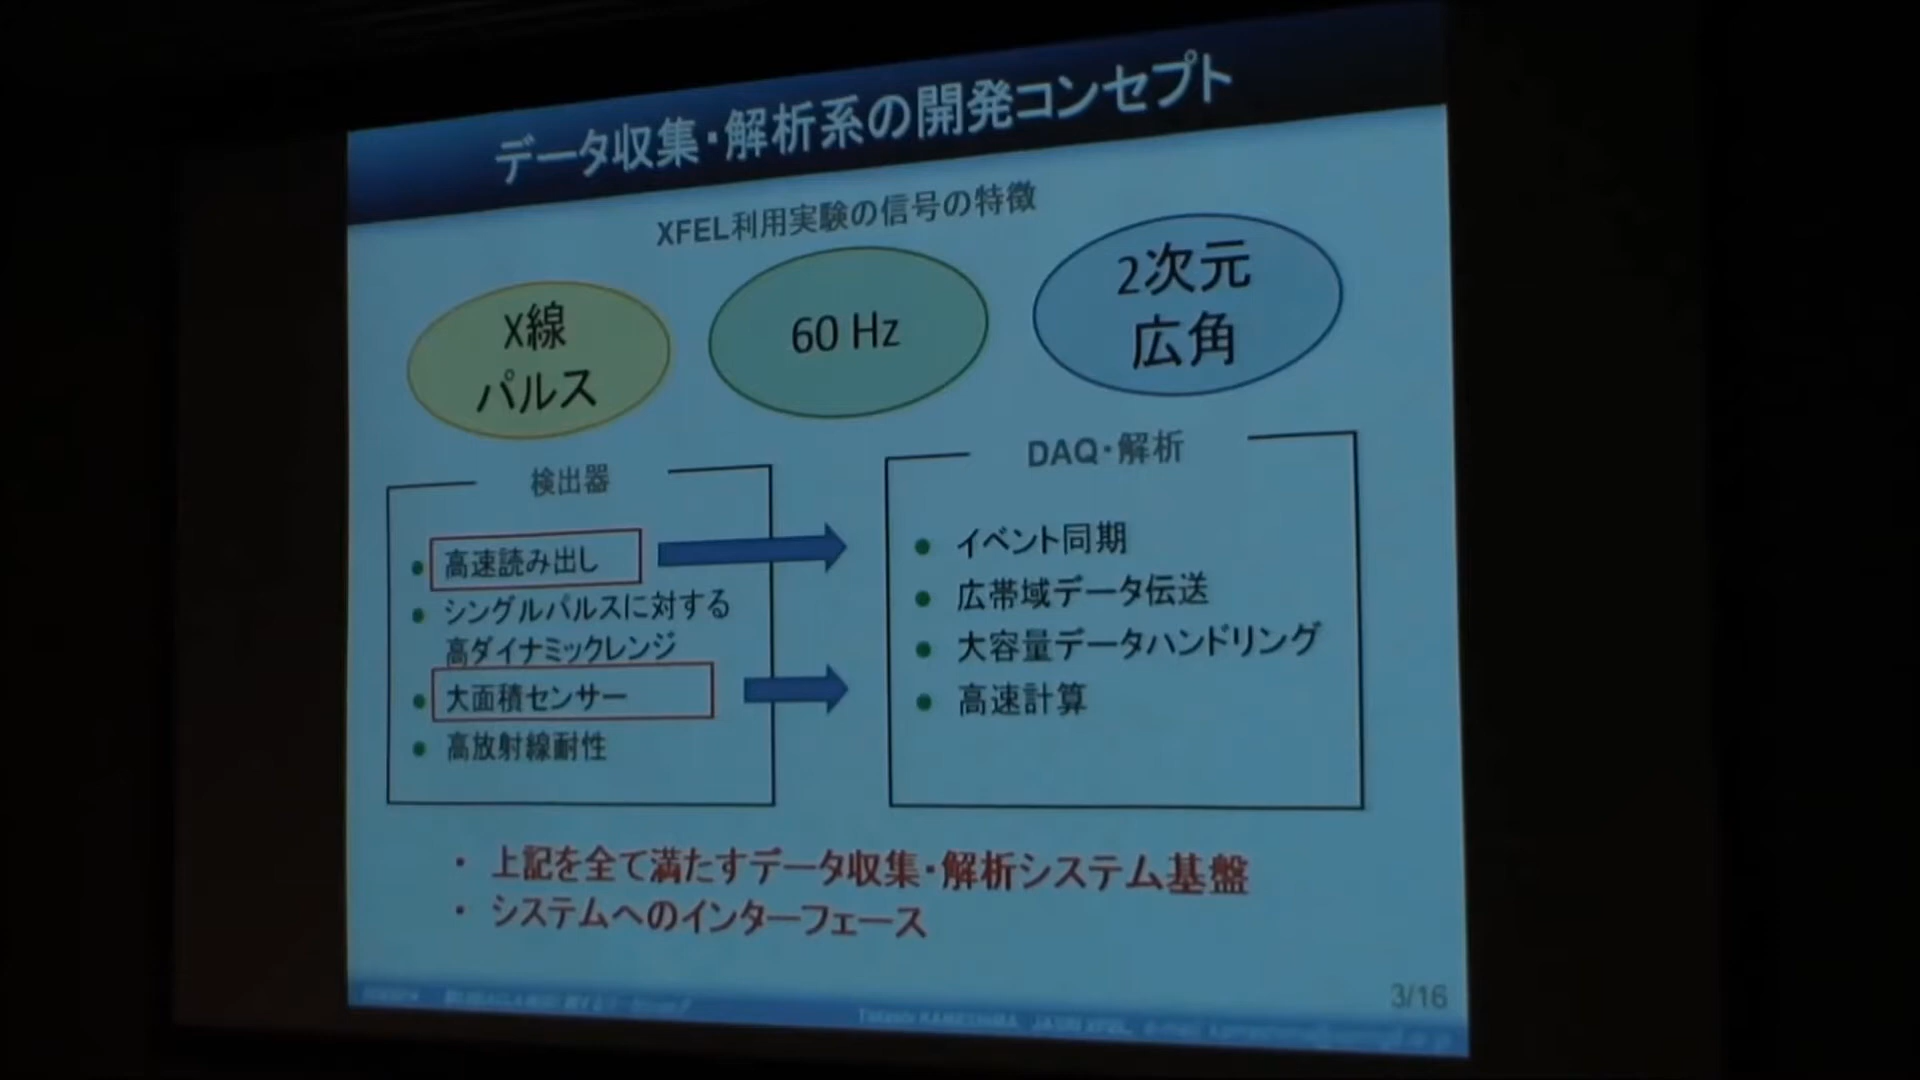 データ収集・解析系の開発コンセプト
XFEL利用実験の信号の特徴
X線
パルス
60 Hz
2次元
広角
検出器
高速読み出し
シングルパルスに対する
高ダイナミックレンジ
大面積センサー
高放射線耐性
DAQ・解析
イベント同期
広帯域データ伝送
大容量データハンドリング
高速計算
・ 上記を全て満たすデータ収集・解析システム基盤
・ システムへのインターフェース
3/16